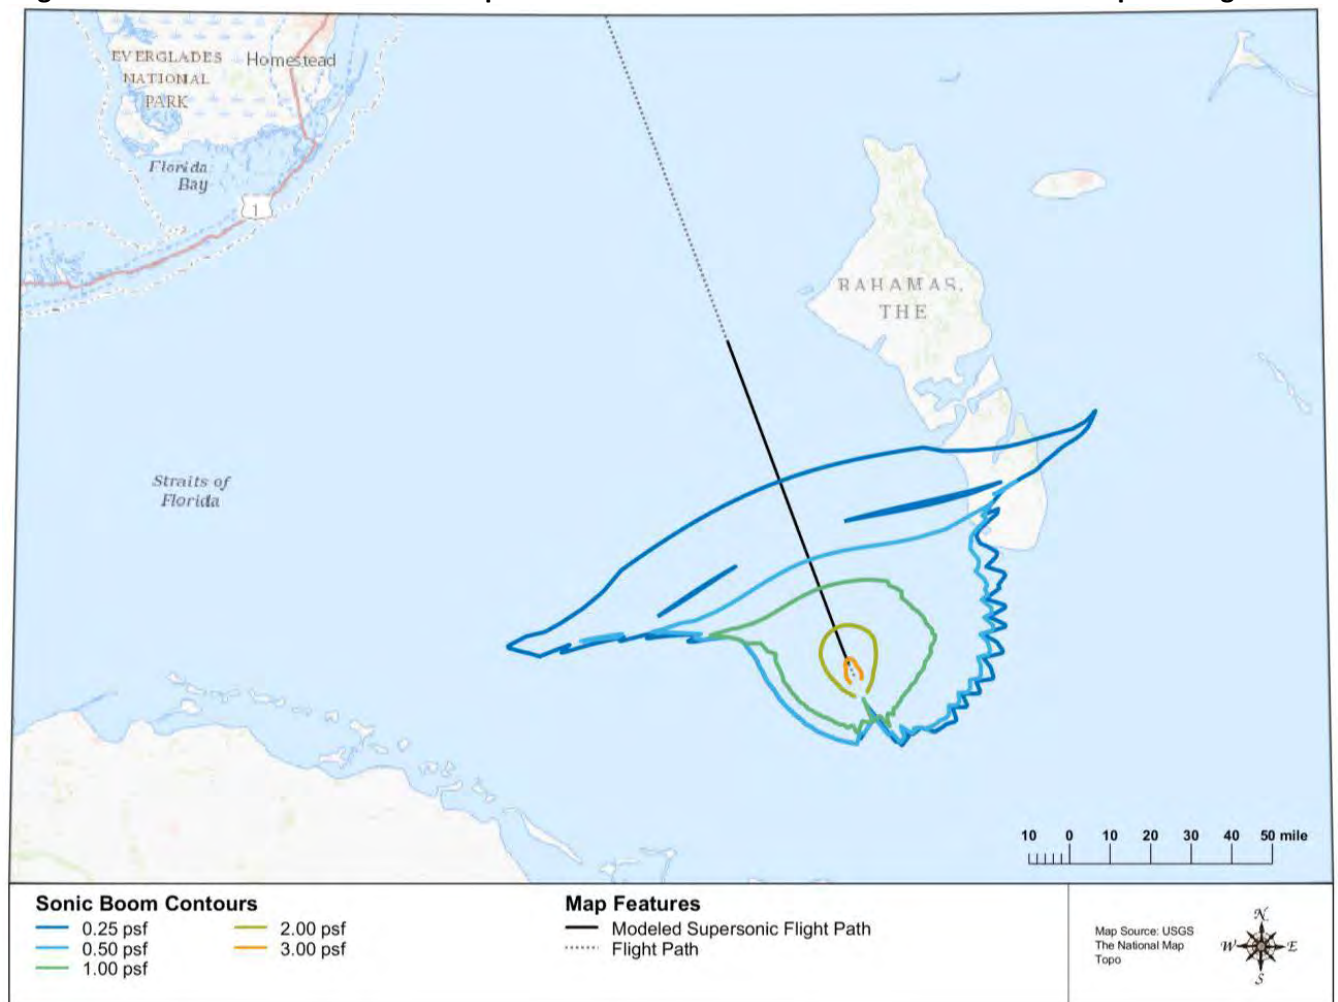 EVERGLADES
NATIONAL
PARK
Homestead
Florida
Bay
1
BAHAMAS,
THE
Straits of
Florida
10 0 10 20 30 40 50 mile
Sonic Boom Contours
0.25 psf
0.50 psf
1.00 psf
2.00 psf
3.00 psf
Map Features
Modeled Supersonic Flight Path
Flight Path
Map Source: USGS
The National Map
Topo
N
W E
S